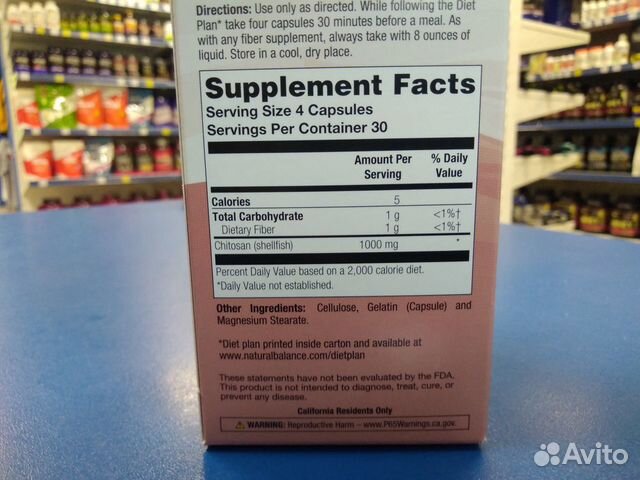 Directions: Use only as directed. While following the Diet
Plan* take four capsules 30 minutes before a meal. As
with any fiber supplement, always take with 8 ounces of
liquid. Store in a cool, dry place.
Supplement Facts
Serving Size 4 Capsules
Servings Per Container 30
Amount Per Serving % Daily Value
Calories 5
Total Carbohydrate 1 g <1%†
Dietary Fiber 1 g <1%†
Chitosan (shellfish) 1000 mg *
Percent Daily Value based on a 2,000 calorie diet.
*Daily Value not established.
Other Ingredients: Cellulose, Gelatin (Capsule) and
Magnesium Stearate.
*Diet plan printed inside carton and available at
www.naturalbalance.com/dietplan
These statements have not been evaluated by the FDA.
This product is not intended to diagnose, treat, cure, or
prevent any disease.
California Residents Only
WARNING: Reproductive Harm – www.P65Warnings.ca.gov.
Avito